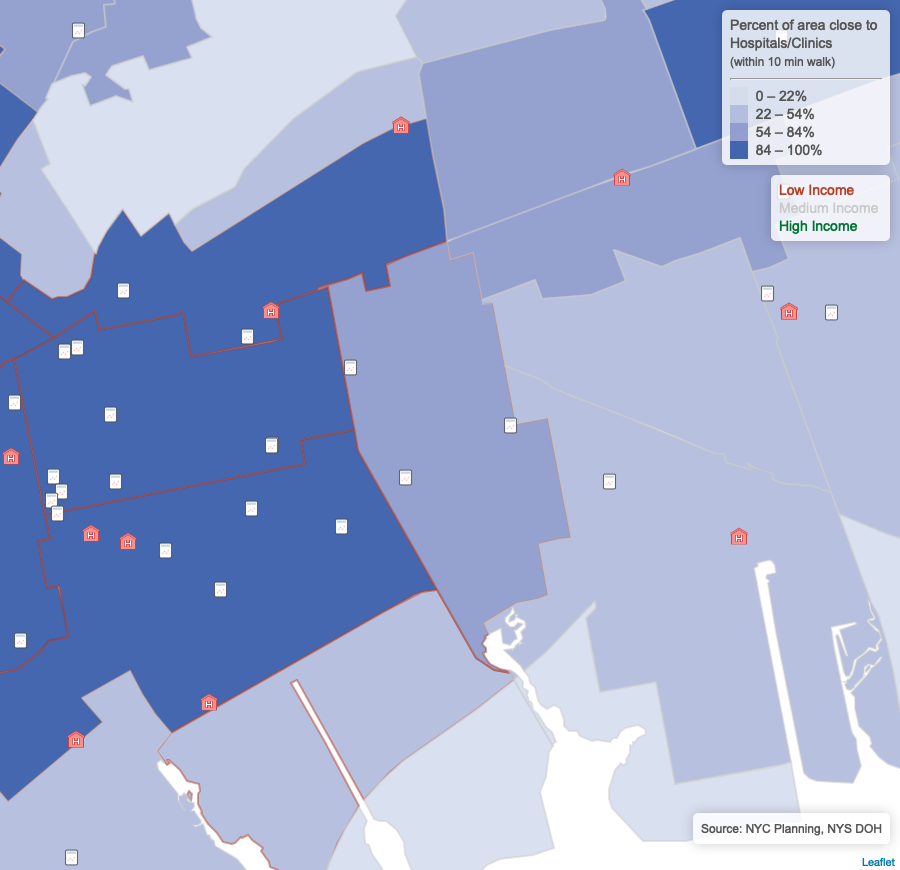 Percent of area close to
Hospitals/Clinics
(within 10 min walk)
0 – 22%
22 – 54%
54 – 84%
84 – 100%
Low Income
Medium Income
High Income
H
H
H
H
H
H
H
H
H
H
Source: NYC Planning, NYS DOH
Leaflet